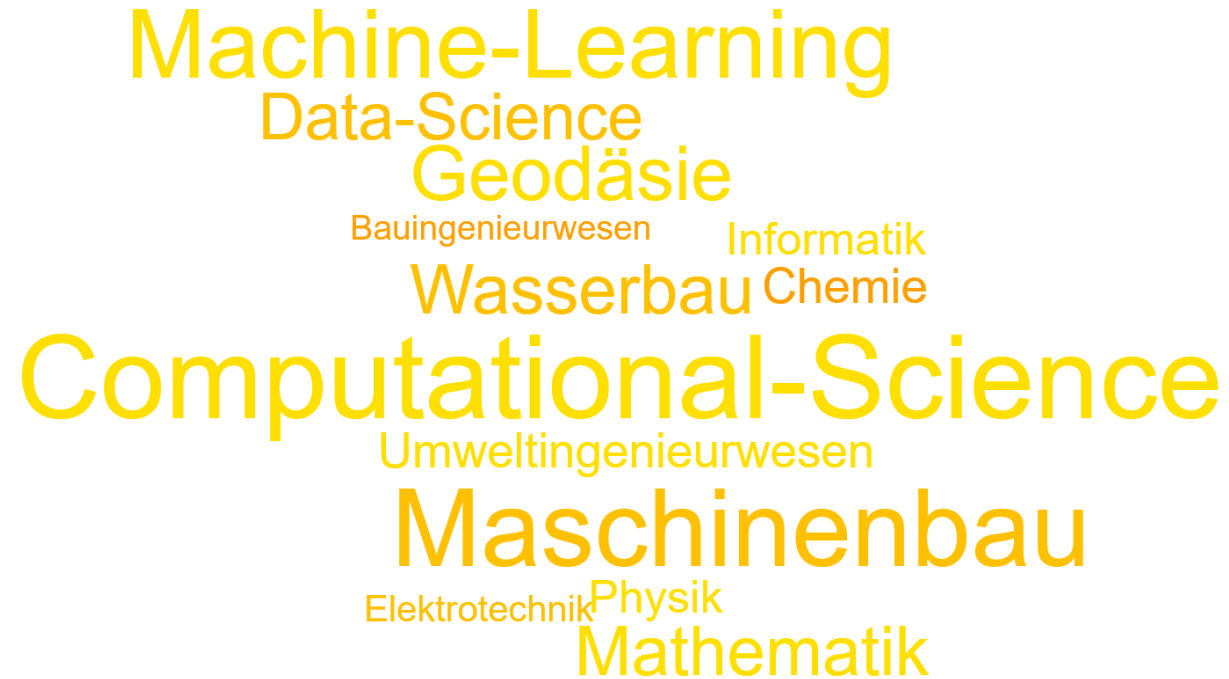 Machine-Learning
Data-Science
Geodäsie
Bauingenieurwesen
Informatik
Wasserbau
Chemie
Computational-Science
Umweltingenieurwesen
Maschinenbau
Physik
Elektrotechnik
Mathematik